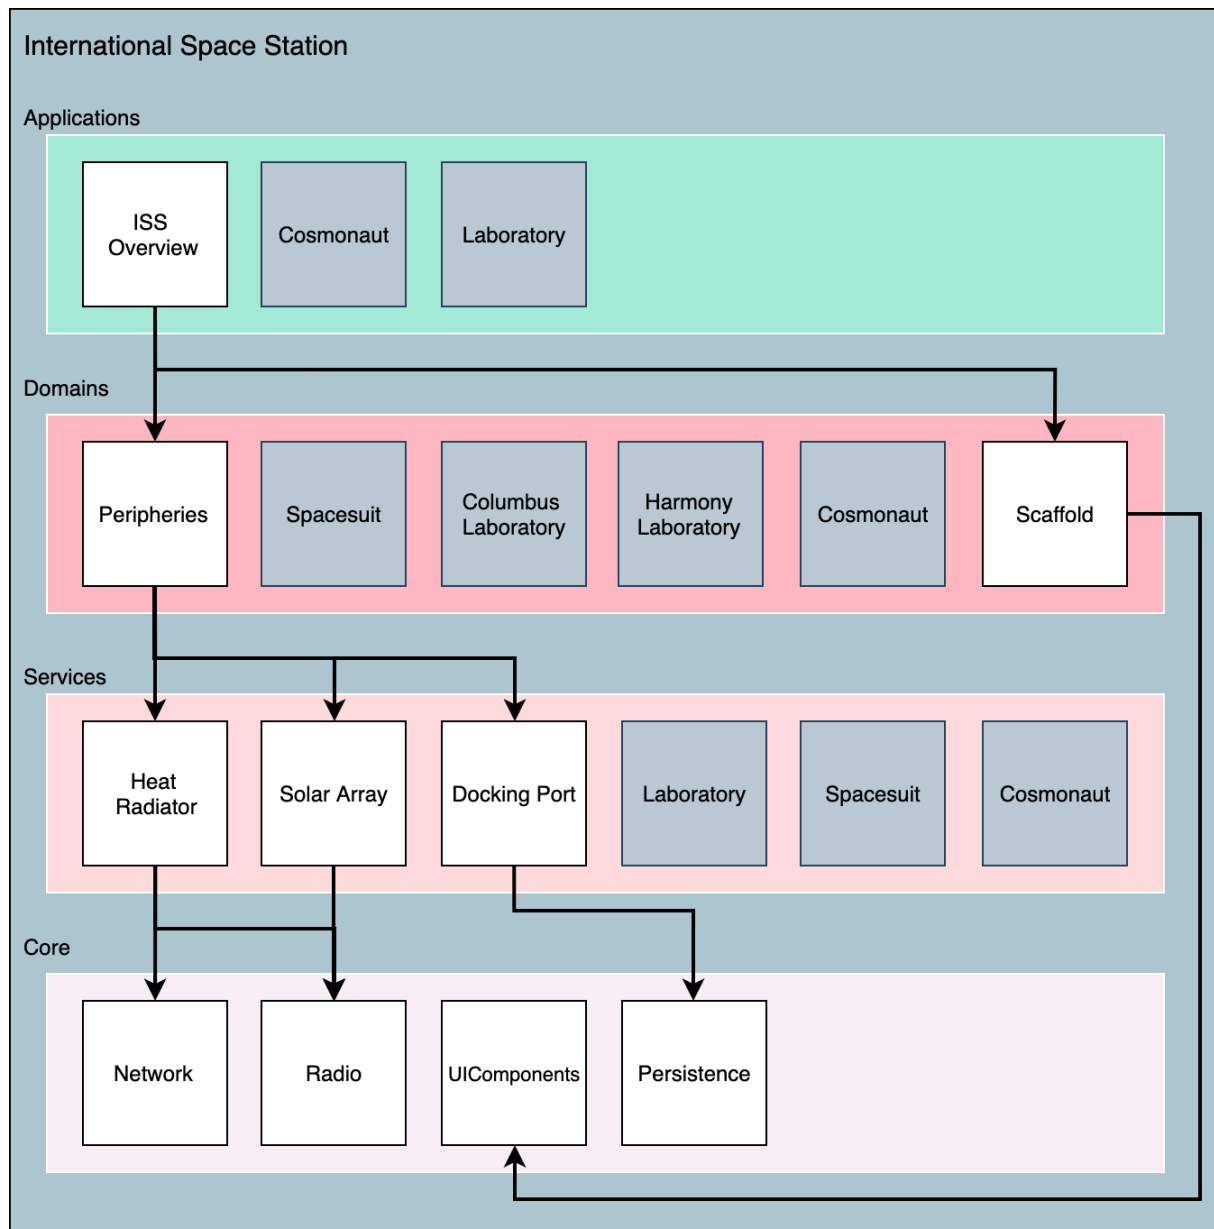 International Space Station
Applications
ISS
Overview
Cosmonaut
Laboratory
Domains
Peripheries
Spacesuit
Columbus
Laboratory
Harmony
Laboratory
Cosmonaut
Scaffold
Services
Heat
Radiator
Solar Array
Docking Port
Laboratory
Spacesuit
Cosmonaut
Core
Network
Radio
UIComponents
Persistence